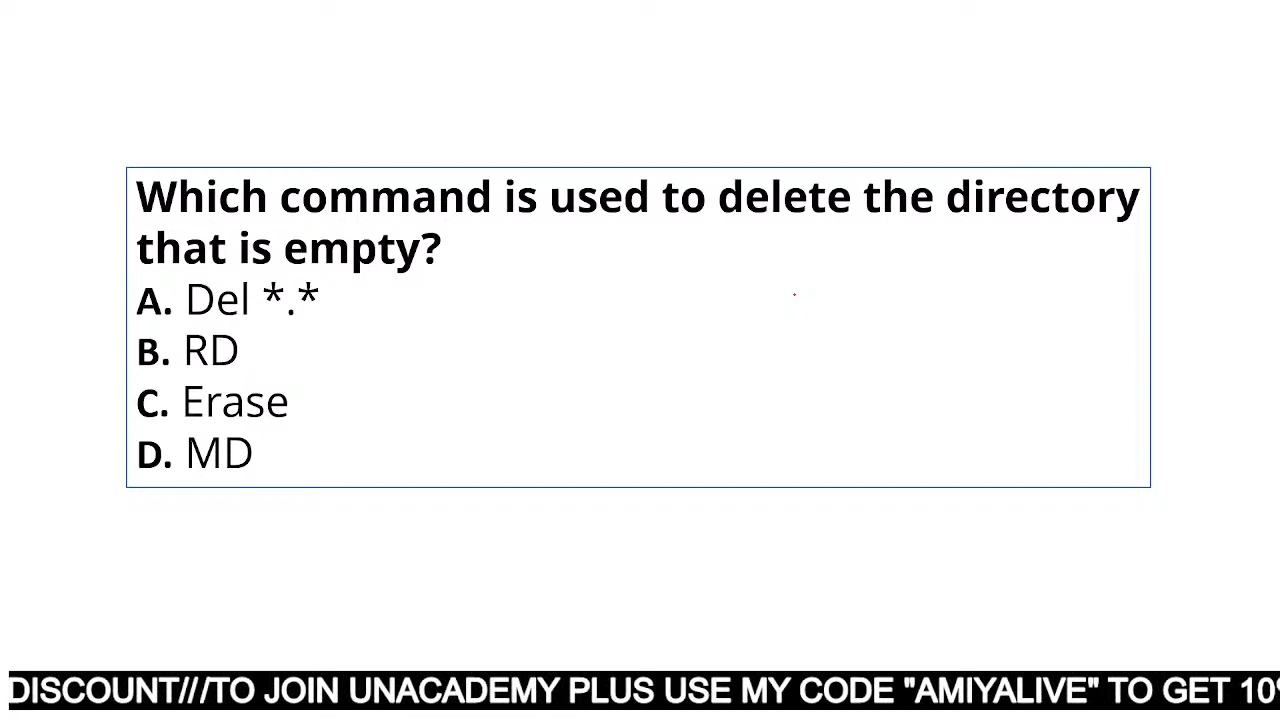 Which command is used to delete the directory
that is empty?
A. Del *.*
B. RD
C. Erase
D. MD
DISCOUNT///TO JOIN UNACADEMY PLUS USE MY CODE "AMIYALIVE" TO GET 10%